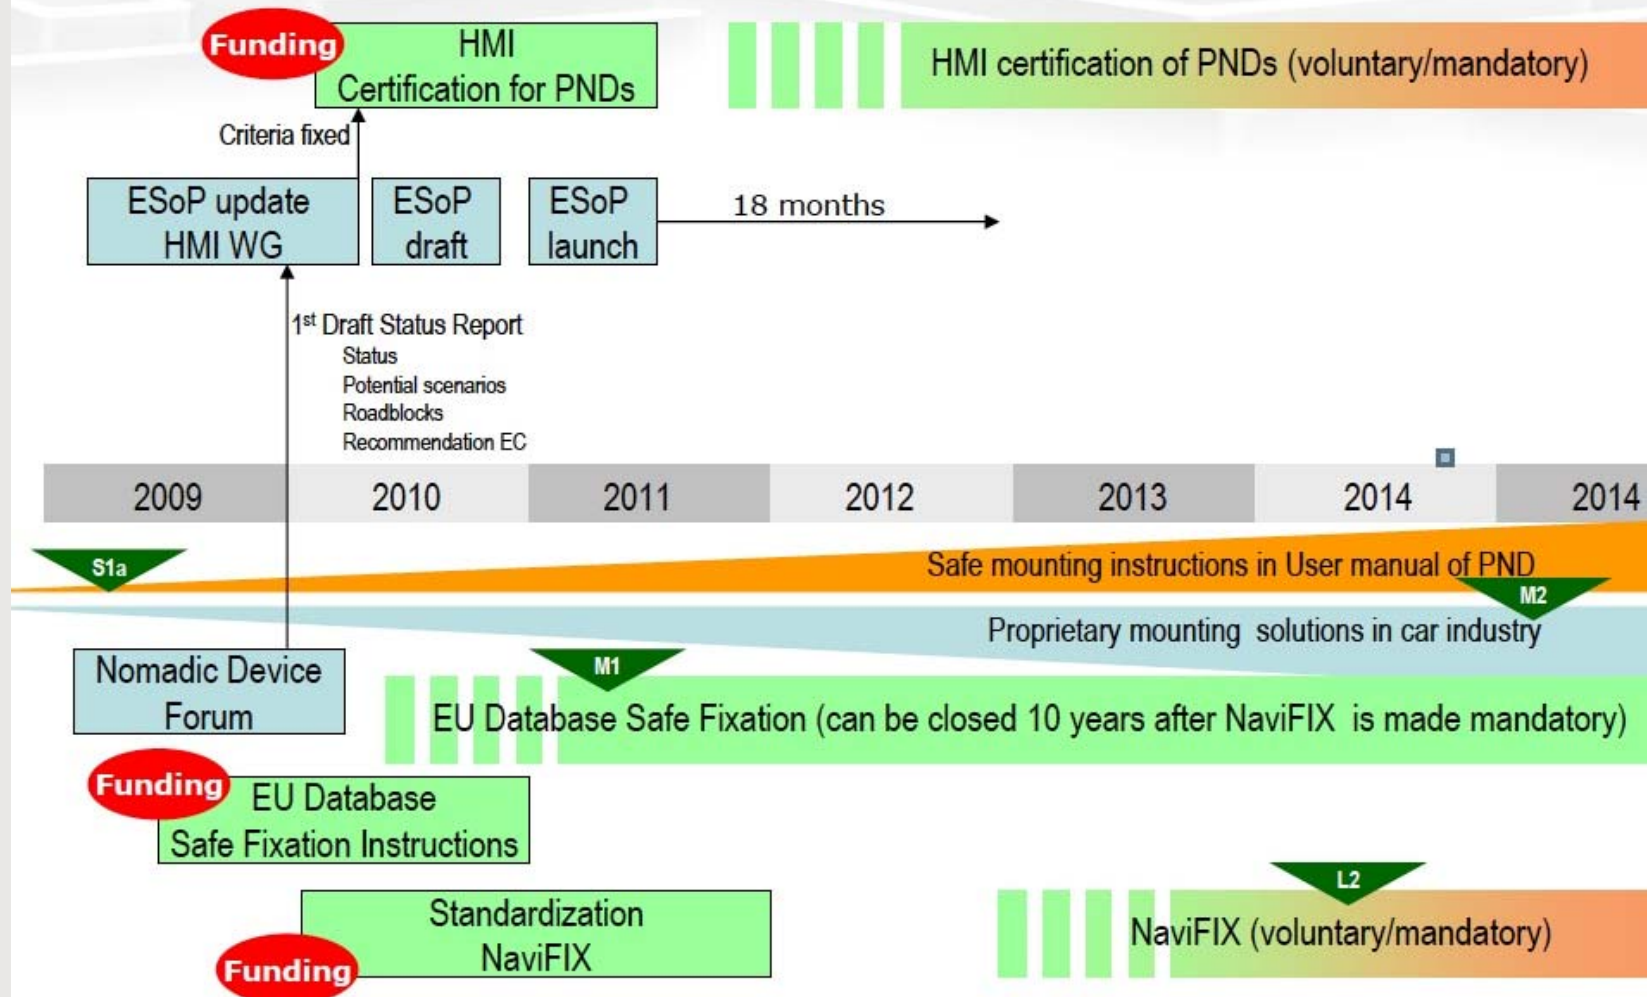 Funding
HMI
Certification for PNDs
HMI certification of PNDs (voluntary/mandatory)
Criteria fixed
ESoP update
HMI WG
ESoP
draft
ESoP
launch
18 months
1st Draft Status Report
Status
Potential scenarios
Roadblocks
Recommendation EC
2009 2010 2011 2012 2013 2014 2014
S1a
Safe mounting instructions in User manual of PND
M2
Proprietary mounting solutions in car industry
Nomadic Device
Forum
M1
EU Database Safe Fixation (can be closed 10 years after NaviFIX is made mandatory)
Funding
EU Database
Safe Fixation Instructions
Standardization
NaviFIX
Funding
L2
NaviFIX (voluntary/mandatory)